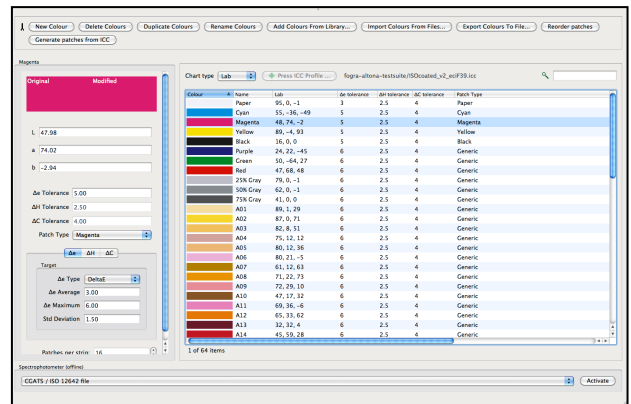 New Colour Delete Colours Duplicate Colours Rename Colours Add Colours From Library... Import Colours From Files... Export Colours To File... Reorder patches
Generate patches from ICC
Magenta
Original Modified
L 47.98
a 74.02
b -2.94
Δe Tolerance 5.00
ΔH Tolerance 2.50
ΔC Tolerance 4.00
Patch Type Magenta
Δe ΔH ΔC
Target
Δe Type DeltaE
Δe Average 3.00
Δe Maximum 6.00
Std Deviation 1.50
Patches per strip: 16
Chart type Lab Press ICC Profile ... fogra-altona-testsuite/ISOcoated_v2_eciF39.icc
Colour Name Lab Δe tolerance ΔH tolerance ΔC tolerance Patch Type
Paper 95, 0, -1 3 2.5 4 Paper
Cyan 55, -36, -49 5 2.5 4 Cyan
Magenta 48, 74, -2 5 2.5 4 Magenta
Yellow 89, -4, 93 5 2.5 4 Yellow
Black 16, 0, 0 5 2.5 4 Black
Purple 24, 22, -45 6 2.5 4 Generic
Green 50, -64, 27 6 2.5 4 Generic
Red 47, 68, 48 6 2.5 4 Generic
25% Gray 79, 0, -1 6 2.5 4 Generic
50% Gray 62, 0, -1 6 2.5 4 Generic
75% Gray 41, 0, 0 6 2.5 4 Generic
A01 89, 1, 29 6 2.5 4 Generic
A02 87, 0, 71 6 2.5 4 Generic
A03 82, 8, 51 6 2.5 4 Generic
A04 75, 12, 12 6 2.5 4 Generic
A05 80, 12, 36 6 2.5 4 Generic
A06 80, 21, -5 6 2.5 4 Generic
A07 61, 12, 63 6 2.5 4 Generic
A08 71, 22, 73 6 2.5 4 Generic
A09 72, 29, 10 6 2.5 4 Generic
A10 47, 17, 32 6 2.5 4 Generic
A11 69, 36, -6 6 2.5 4 Generic
A12 65, 33, 62 6 2.5 4 Generic
A13 32, 32, 4 6 2.5 4 Generic
A14 45, 59, 28 6 2.5 4 Generic
1 of 64 items
Spectrophotometer (offline)
CGATS / ISO 12642 file Activate